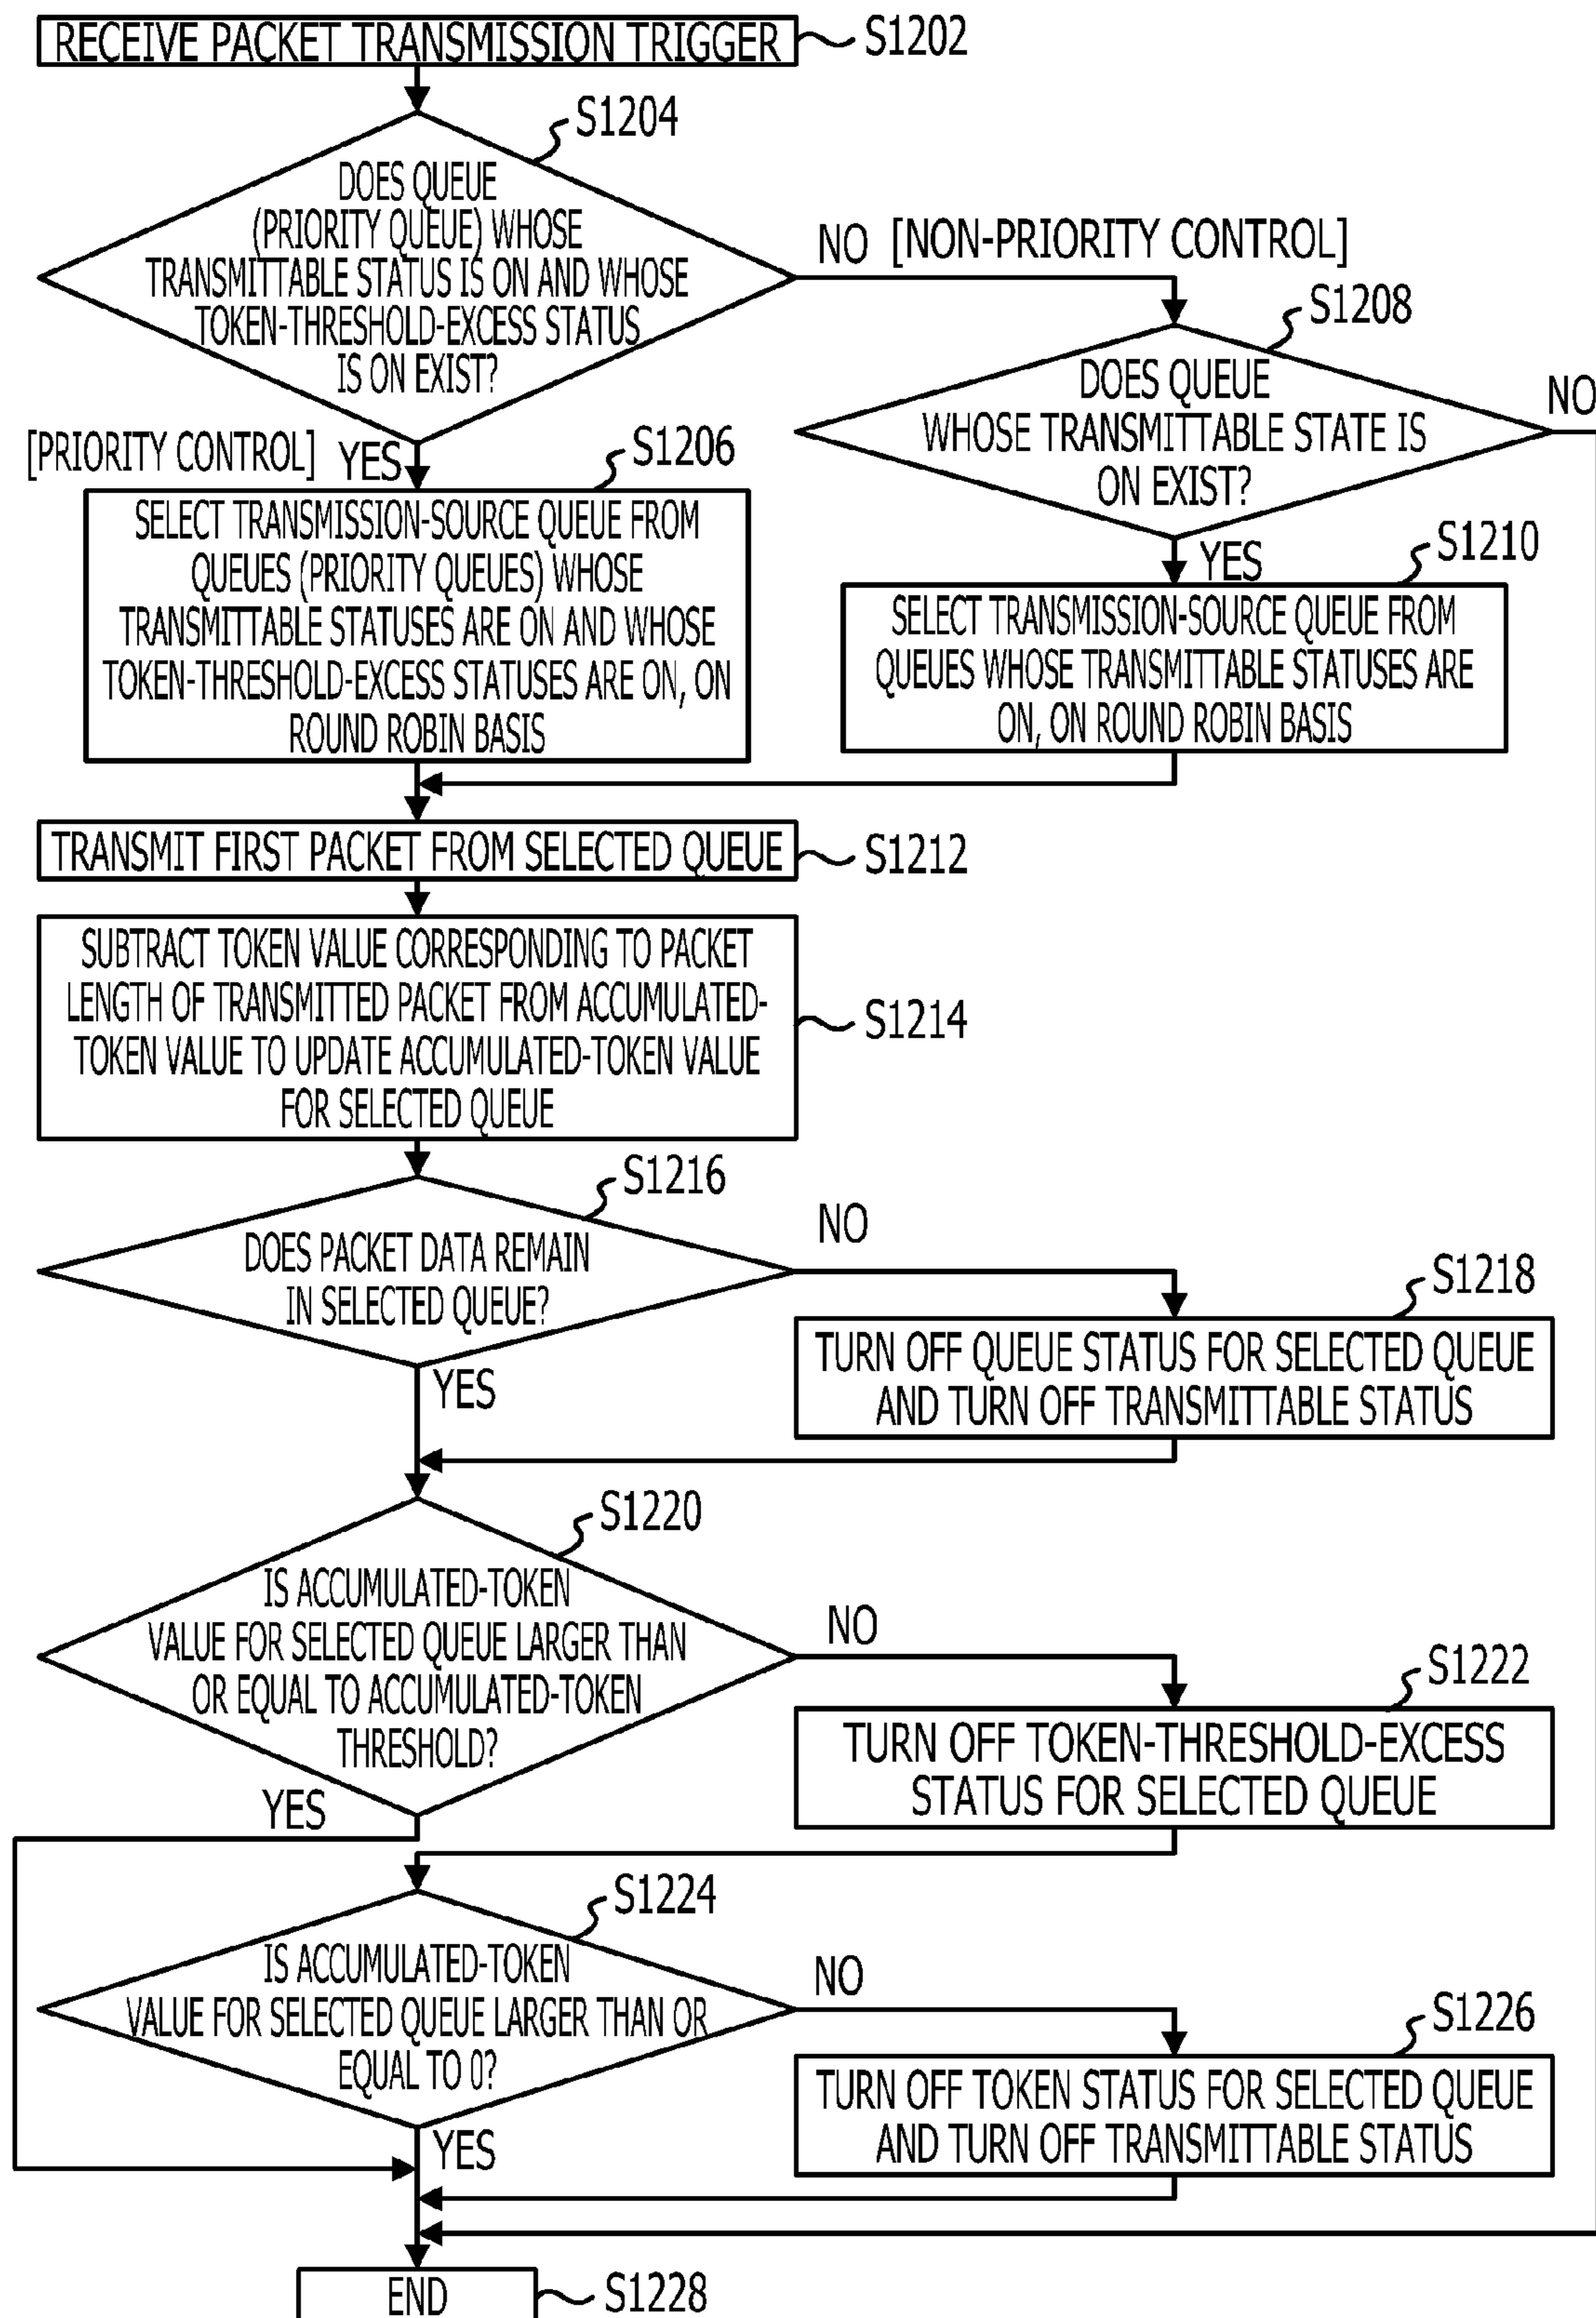 RECEIVE PACKET TRANSMISSION TRIGGER
S1202
S1204
DOES QUEUE
(PRIORITY QUEUE) WHOSE
TRANSMITTABLE STATUS IS ON AND WHOSE
TOKEN-THRESHOLD-EXCESS STATUS
IS ON EXIST?
NO [NON-PRIORITY CONTROL]
S1208
DOES QUEUE
WHOSE TRANSMITTABLE STATE IS
ON EXIST?
NO
[PRIORITY CONTROL] YES
S1206
SELECT TRANSMISSION-SOURCE QUEUE FROM
QUEUES (PRIORITY QUEUES) WHOSE
TRANSMITTABLE STATUSES ARE ON AND WHOSE
TOKEN-THRESHOLD-EXCESS STATUSES ARE ON, ON
ROUND ROBIN BASIS
YES
S1210
SELECT TRANSMISSION-SOURCE QUEUE FROM
QUEUES WHOSE TRANSMITTABLE STATUSES ARE
ON, ON ROUND ROBIN BASIS
TRANSMIT FIRST PACKET FROM SELECTED QUEUE
S1212
SUBTRACT TOKEN VALUE CORRESPONDING TO PACKET
LENGTH OF TRANSMITTED PACKET FROM ACCUMULATED-
TOKEN VALUE TO UPDATE ACCUMULATED-TOKEN VALUE
FOR SELECTED QUEUE
S1214
S1216
DOES PACKET DATA REMAIN
IN SELECTED QUEUE?
NO
S1218
TURN OFF QUEUE STATUS FOR SELECTED QUEUE
AND TURN OFF TRANSMITTABLE STATUS
YES
S1220
IS ACCUMULATED-TOKEN
VALUE FOR SELECTED QUEUE LARGER THAN
OR EQUAL TO ACCUMULATED-TOKEN
THRESHOLD?
NO
S1222
TURN OFF TOKEN-THRESHOLD-EXCESS
STATUS FOR SELECTED QUEUE
YES
S1224
IS ACCUMULATED-TOKEN
VALUE FOR SELECTED QUEUE LARGER THAN OR
EQUAL TO 0?
NO
S1226
TURN OFF TOKEN STATUS FOR SELECTED QUEUE
AND TURN OFF TRANSMITTABLE STATUS
YES
END
S1228